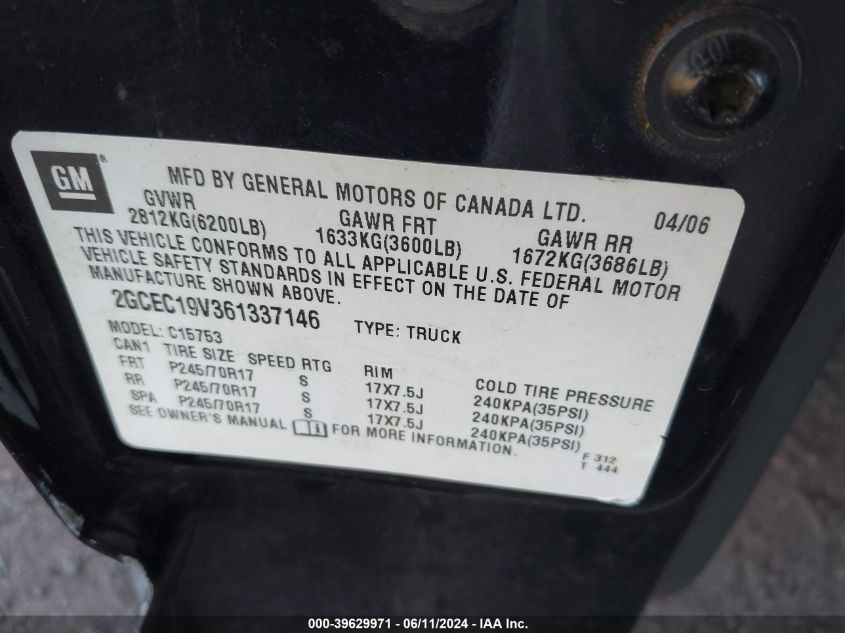 GM ®
MFD BY GENERAL MOTORS OF CANADA LTD. 04/06
GVWR GAWR FRT GAWR RR
2812KG(6200LB) 1633KG(3600LB) 1672KG(3686LB)
THIS VEHICLE CONFORMS TO ALL APPLICABLE U.S. FEDERAL MOTOR
VEHICLE SAFETY STANDARDS IN EFFECT ON THE DATE OF
MANUFACTURE SHOWN ABOVE.
2GCEC19V361337146 TYPE: TRUCK
MODEL: C15753
CAN1 TIRE SIZE SPEED RTG RIM COLD TIRE PRESSURE
FRT P245/70R17 S 17X7.5J 240KPA(35PSI)
RR P245/70R17 S 17X7.5J 240KPA(35PSI)
SPA P245/70R17 S 17X7.5J 240KPA(35PSI)
SEE OWNER'S MANUAL FOR MORE INFORMATION.
F 312
T 444
000-39629971 / 06/11/2024 - IAA Inc.